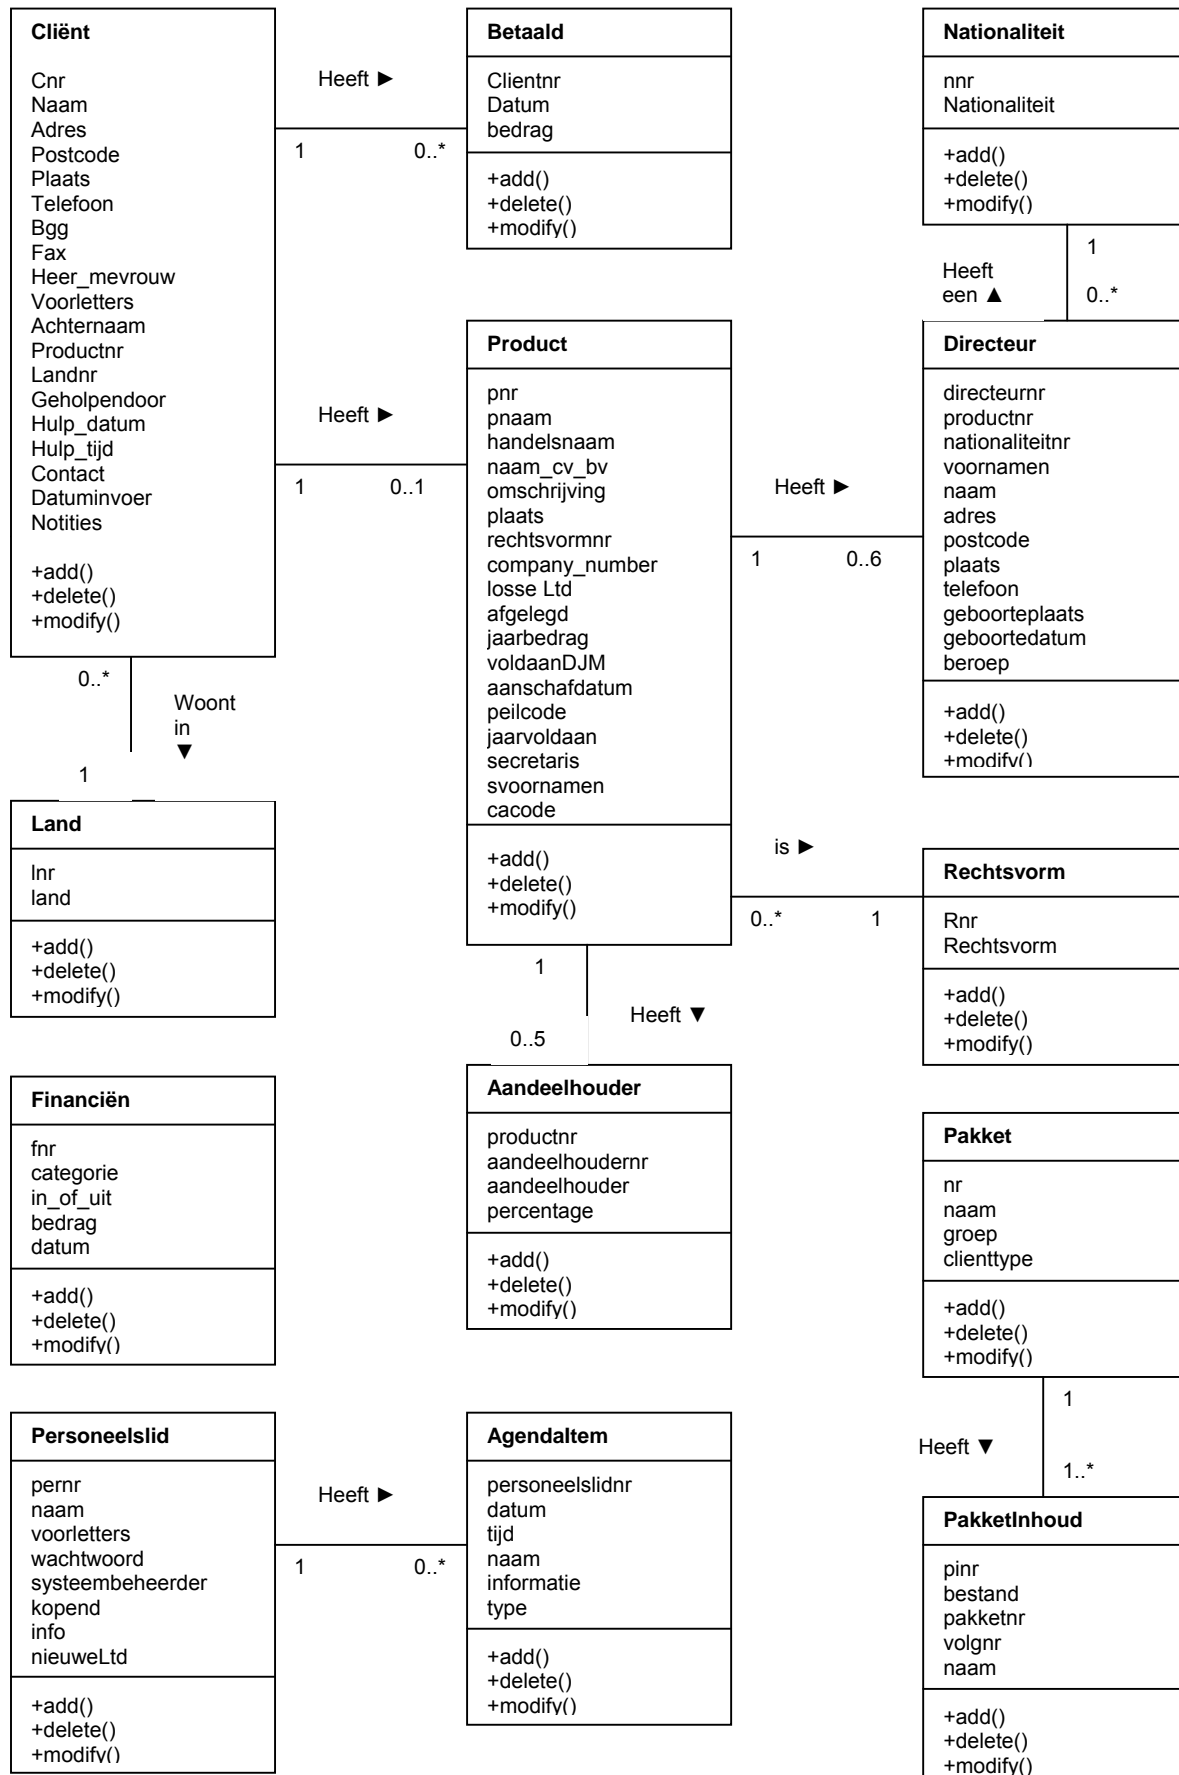 Cliënt
Cnr
Naam
Adres
Postcode
Plaats
Telefoon
Bgg
Fax
Heer_mevrouw
Voorletters
Achternaam
Productnr
Landnr
Geholpendoor
Hulp_datum
Hulp_tijd
Contact
Datuminvoer
Notities
+add()
+delete()
+modify()
Heeft ►
1 0..*
Betaald
Clientnr
Datum
bedrag
+add()
+delete()
+modify()
Nationaliteit
nnr
Nationaliteit
+add()
+delete()
+modify()
1
Heeft
een ▲
0..*
Heeft ►
1 0..1
Product
pnr
pnaam
handelsnaam
naam_cv_bv
omschrijving
plaats
rechtsvormnr
company_number
losse Ltd
afgelegd
jaarbedrag
voldaanDJM
aanschafdatum
peilcode
jaarvoldaan
secretaris
svoornamen
cacode
+add()
+delete()
+modify()
Heeft ►
1 0..6
Directeur
directeurnr
productnr
nationaliteitnr
voornamen
naam
adres
postcode
plaats
telefoon
geboorteplaats
geboortedatum
beroep
+add()
+delete()
+modify()
0..*
Woont
in
▼
1
Land
lnr
land
+add()
+delete()
+modify()
is ►
0..* 1
Rechtsvorm
Rnr
Rechtsvorm
+add()
+delete()
+modify()
1
Heeft ▼
0..5
Aandeelhouder
productnr
aandeelhoudernr
aandeelhouder
percentage
+add()
+delete()
+modify()
Financiën
fnr
categorie
in_of_uit
bedrag
datum
+add()
+delete()
+modify()
Pakket
nr
naam
groep
clienttype
+add()
+delete()
+modify()
1
Heeft ▼
1..*
Personeelslid
pernr
naam
voorletters
wachtwoord
systeembeheerder
kopend
info
nieuweLtd
+add()
+delete()
+modify()
Heeft ►
1 0..*
AgendaItem
personeelslidnr
datum
tijd
naam
informatie
type
+add()
+delete()
+modify()
PakketInhoud
pinr
bestand
pakketnr
volgnr
naam
+add()
+delete()
+modify()